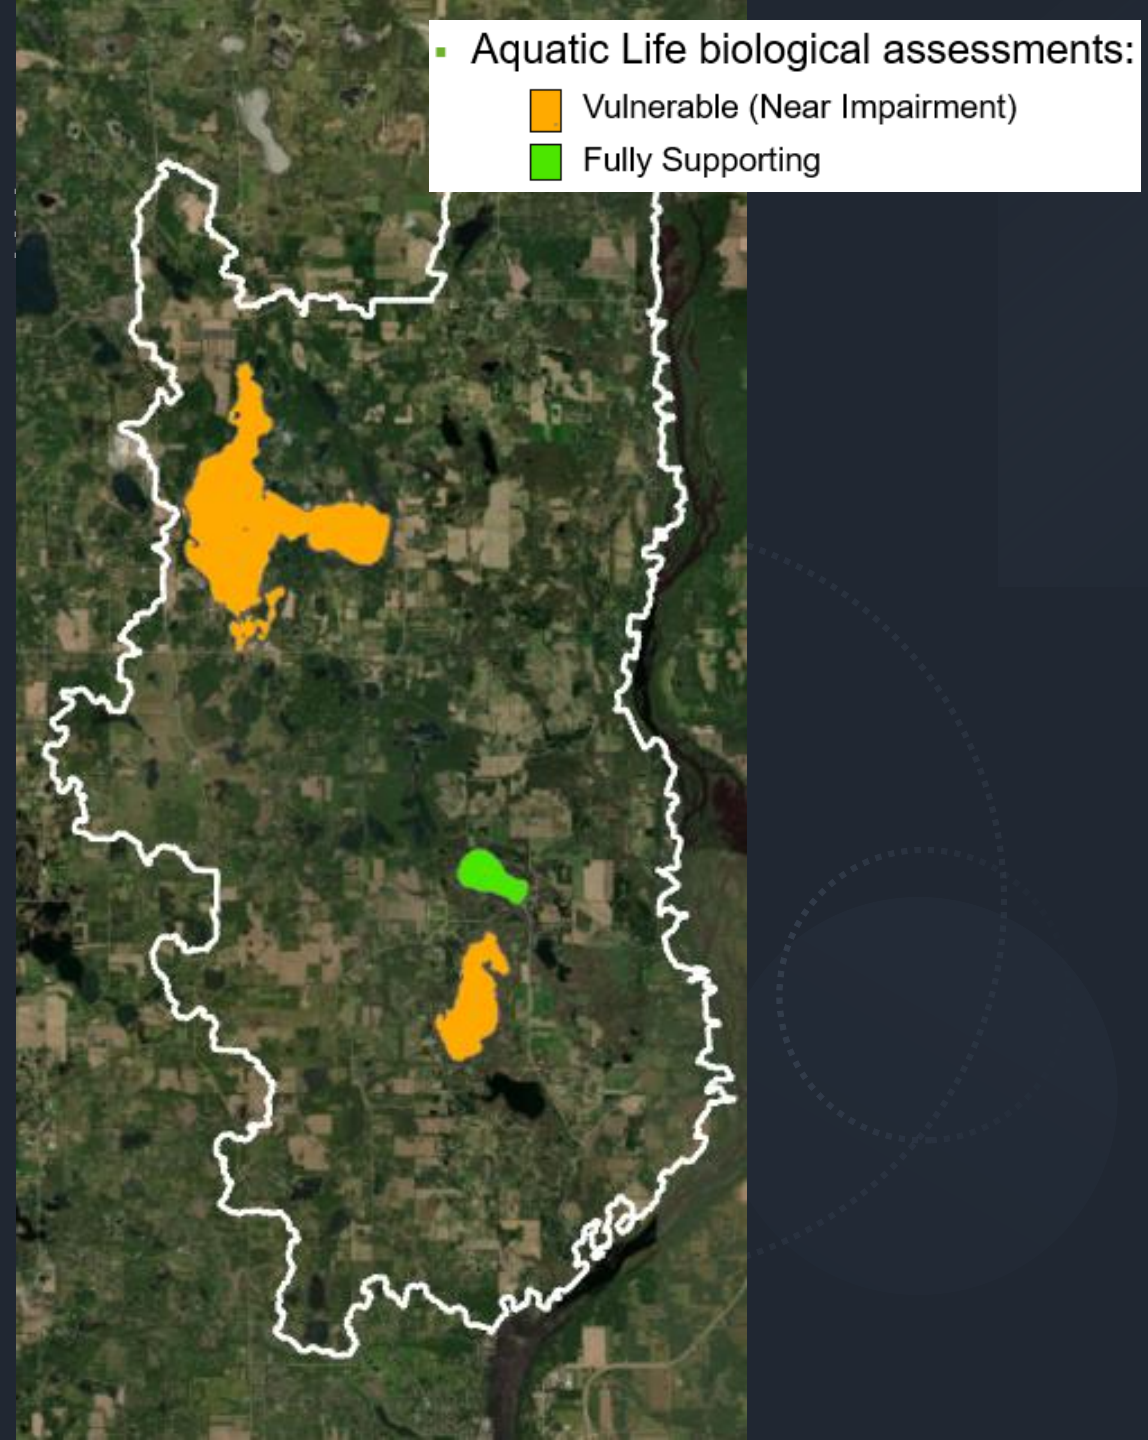 Aquatic Life biological assessments:
Vulnerable (Near Impairment)
Fully Supporting